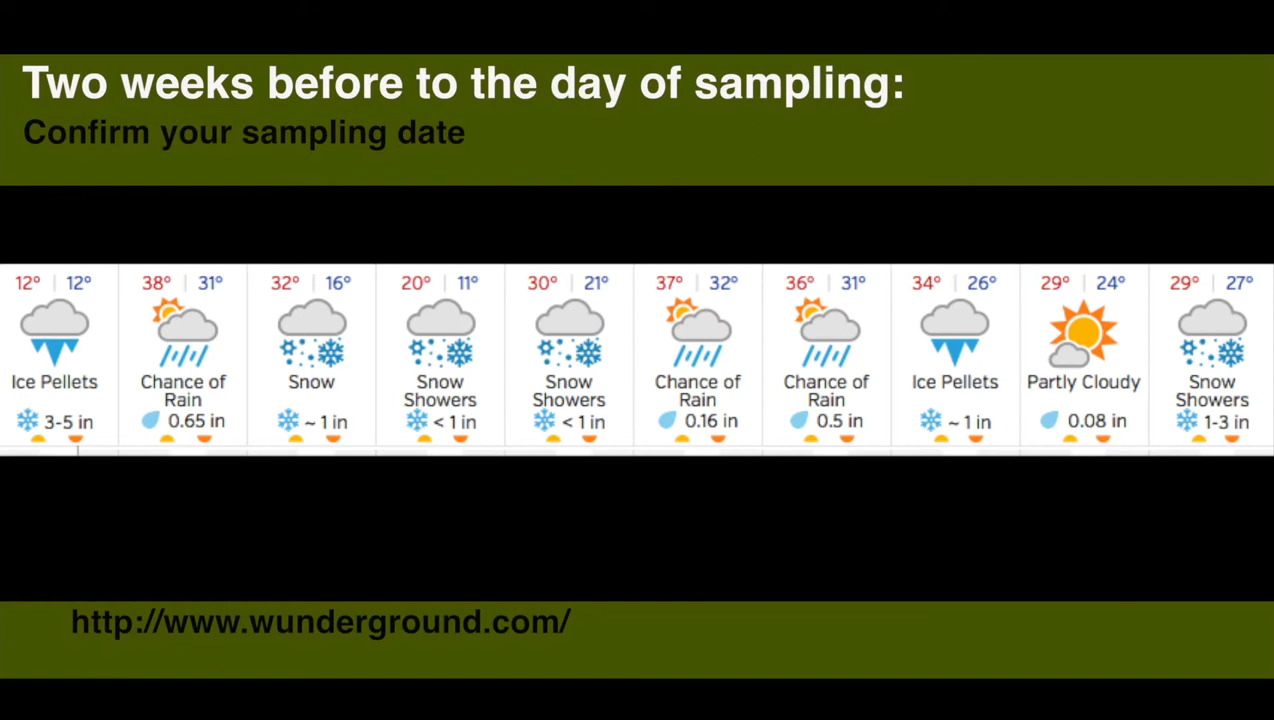 Two weeks before to the day of sampling:
Confirm your sampling date
12° | 12°
Ice Pellets
3-5 in
38° | 31°
Chance of
Rain
0.65 in
32° | 16°
Snow
~ 1 in
20° | 11°
Snow
Showers
< 1 in
30° | 21°
Snow
Showers
< 1 in
37° | 32°
Chance of
Rain
0.16 in
36° | 31°
Chance of
Rain
0.5 in
34° | 26°
Ice Pellets
~ 1 in
29° | 24°
Partly Cloudy
0.08 in
29° | 27°
Snow
Showers
1-3 in
http://www.wunderground.com/